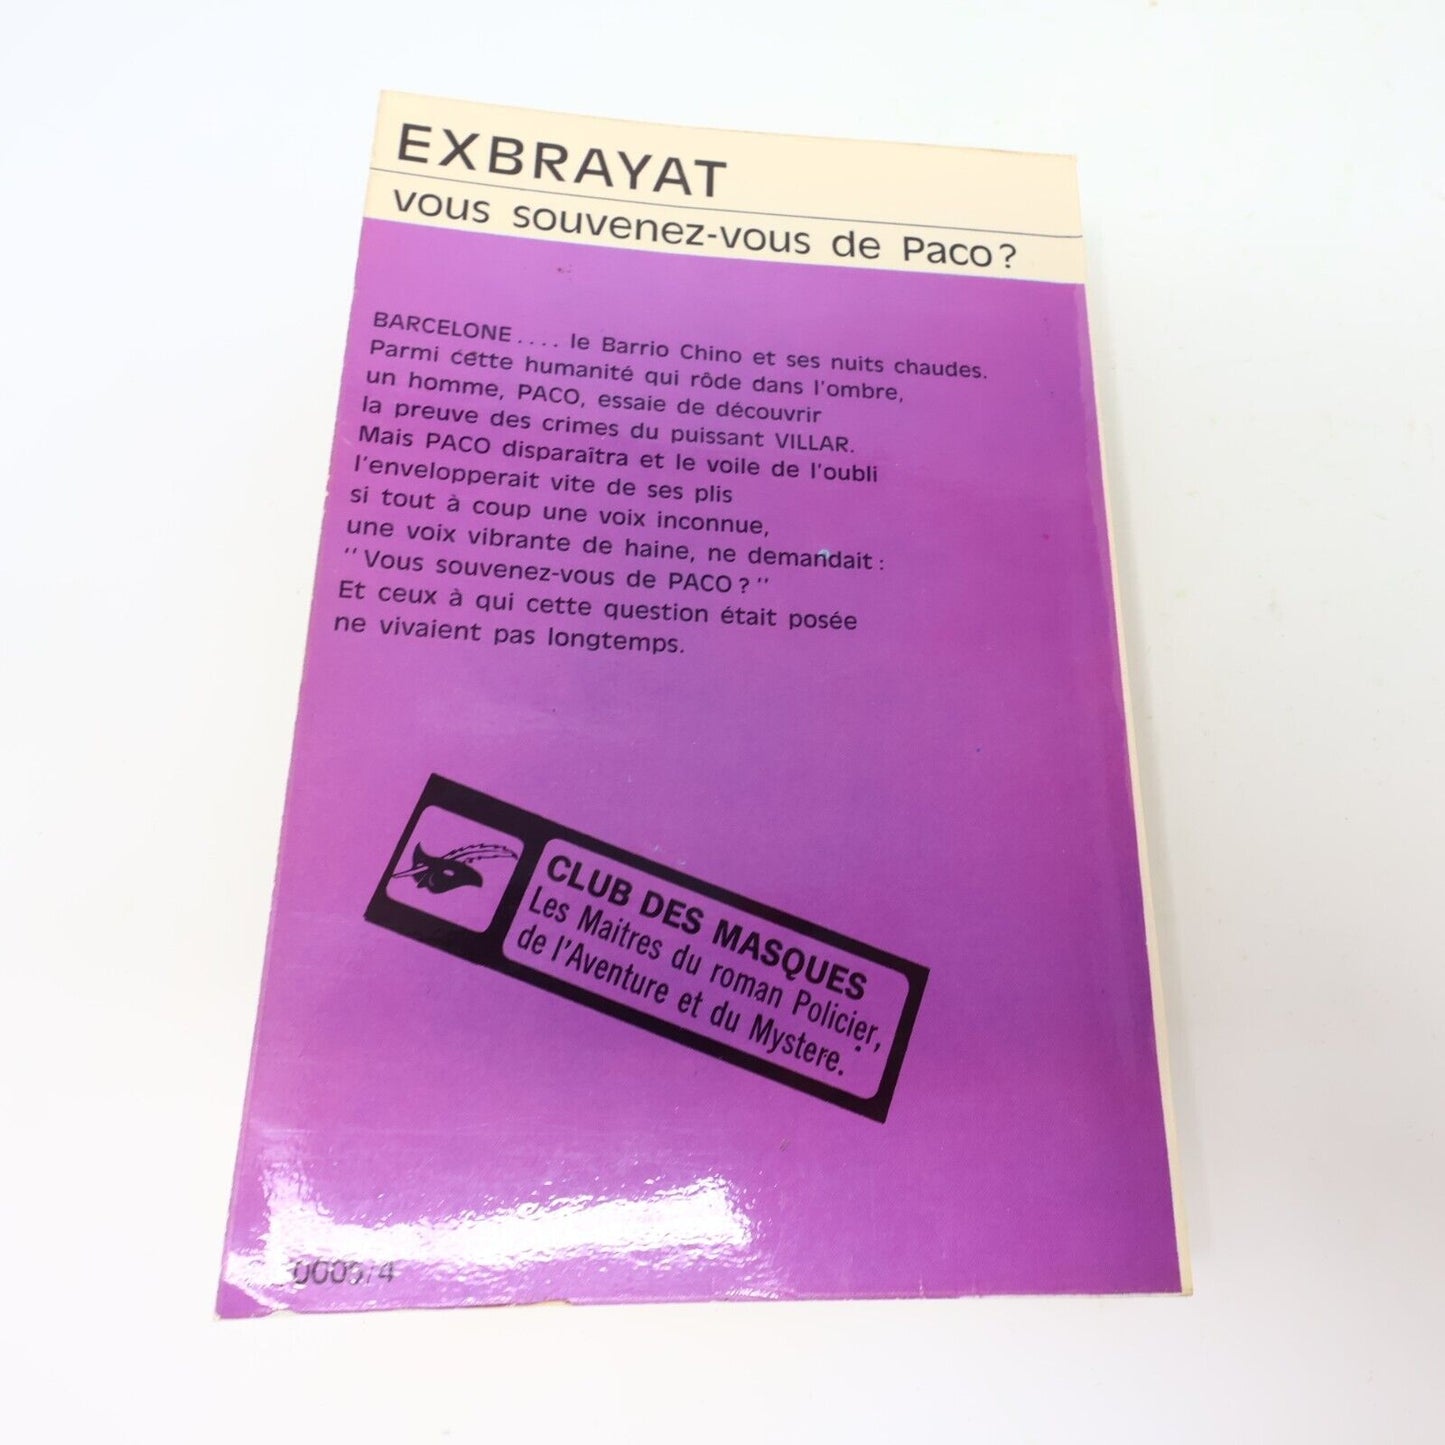 EXBRAYAT
vous souvenez-vous de Paco?
BARCELONE.... le Barrio Chino et ses nuits chaudes.
Parmi cette humanité qui rôde dans l'ombre,
un homme, PACO, essaie de découvrir
la preuve des crimes du puissant VILLAR.
Mais PACO disparaîtra et le voile de l'oubli
l'envelopperait vite de ses plis
si tout à coup une voix inconnue,
une voix vibrante de haine, ne demandait :
"Vous souvenez-vous de PACO ?"
Et ceux à qui cette question était posée
ne vivaient pas longtemps.
CLUB DES MASQUES
Les Maitres du roman Policier,
de l'Aventure et du Mystere.